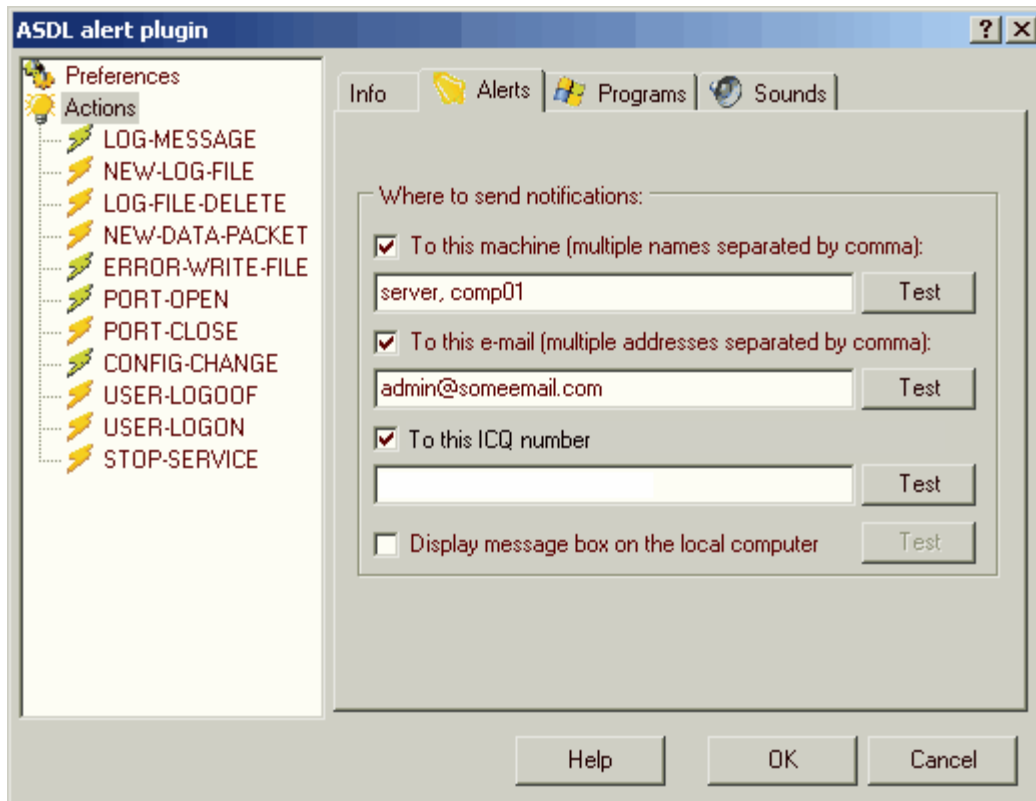 ASDL alert plugin
Preferences
Actions
LOG-MESSAGE
NEW-LOG-FILE
LOG-FILE-DELETE
NEW-DATA-PACKET
ERROR-WRITE-FILE
PORT-OPEN
PORT-CLOSE
CONFIG-CHANGE
USER-LOGOOF
USER-LOGON
STOP-SERVICE
Info Alerts Programs Sounds
Where to send notifications:
To this machine (multiple names separated by comma):
server, comp01 Test
To this e-mail (multiple addresses separated by comma):
admin@someemail.com Test
To this ICQ number
Test
Display message box on the local computer Test
Help OK Cancel